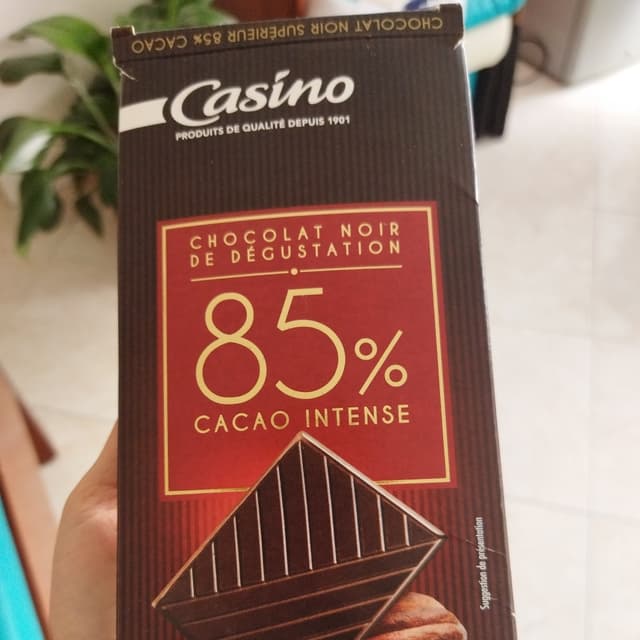 CHOCOLAT NOIR SUPÉRIEUR 85% CACAO
Casino
PRODUITS DE QUALITÉ DEPUIS 1901
CHOCOLAT NOIR
DE DÉGUSTATION
85%
CACAO INTENSE
Suggestion de présentation